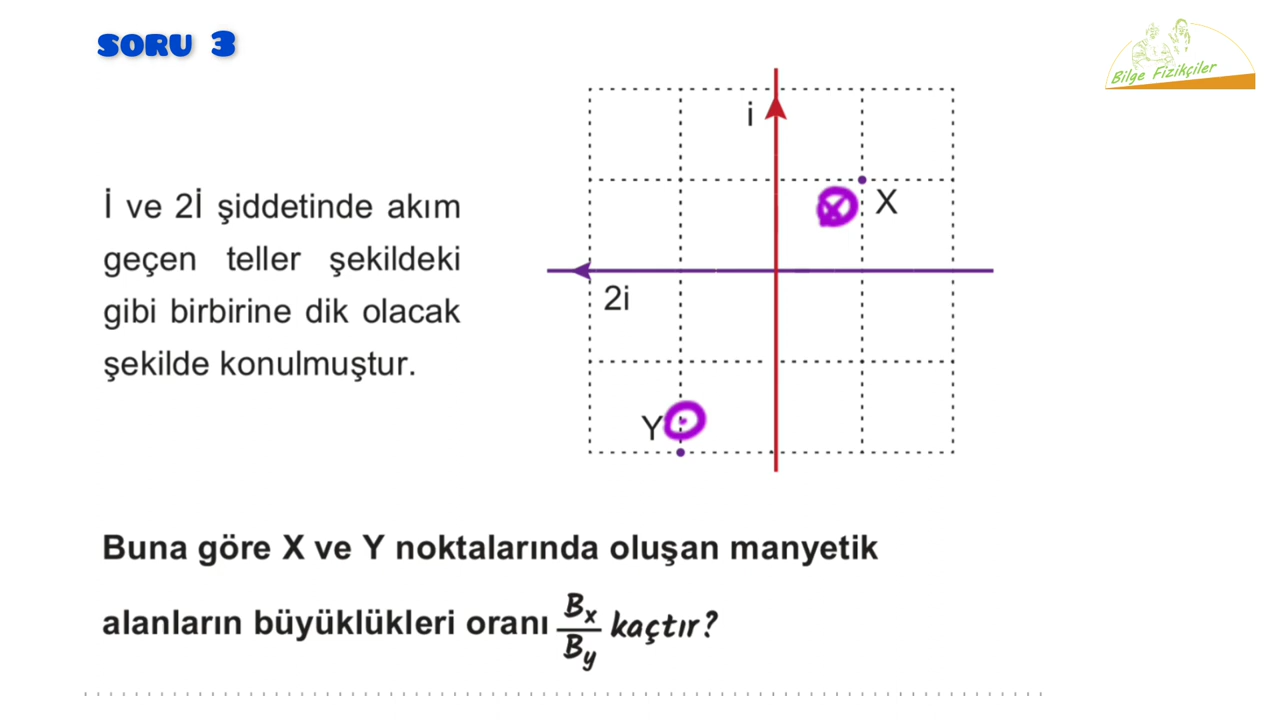 SORU 3
Bilge Fizikçiler
i
X
İ ve 2İ şiddetinde akım
geçen teller şekildeki
gibi birbirine dik olacak
şekilde konulmuştur.
2i
Y
Buna göre X ve Y noktalarında oluşan manyetik
alanların büyüklükleri oranı Bx/By kaçtır?